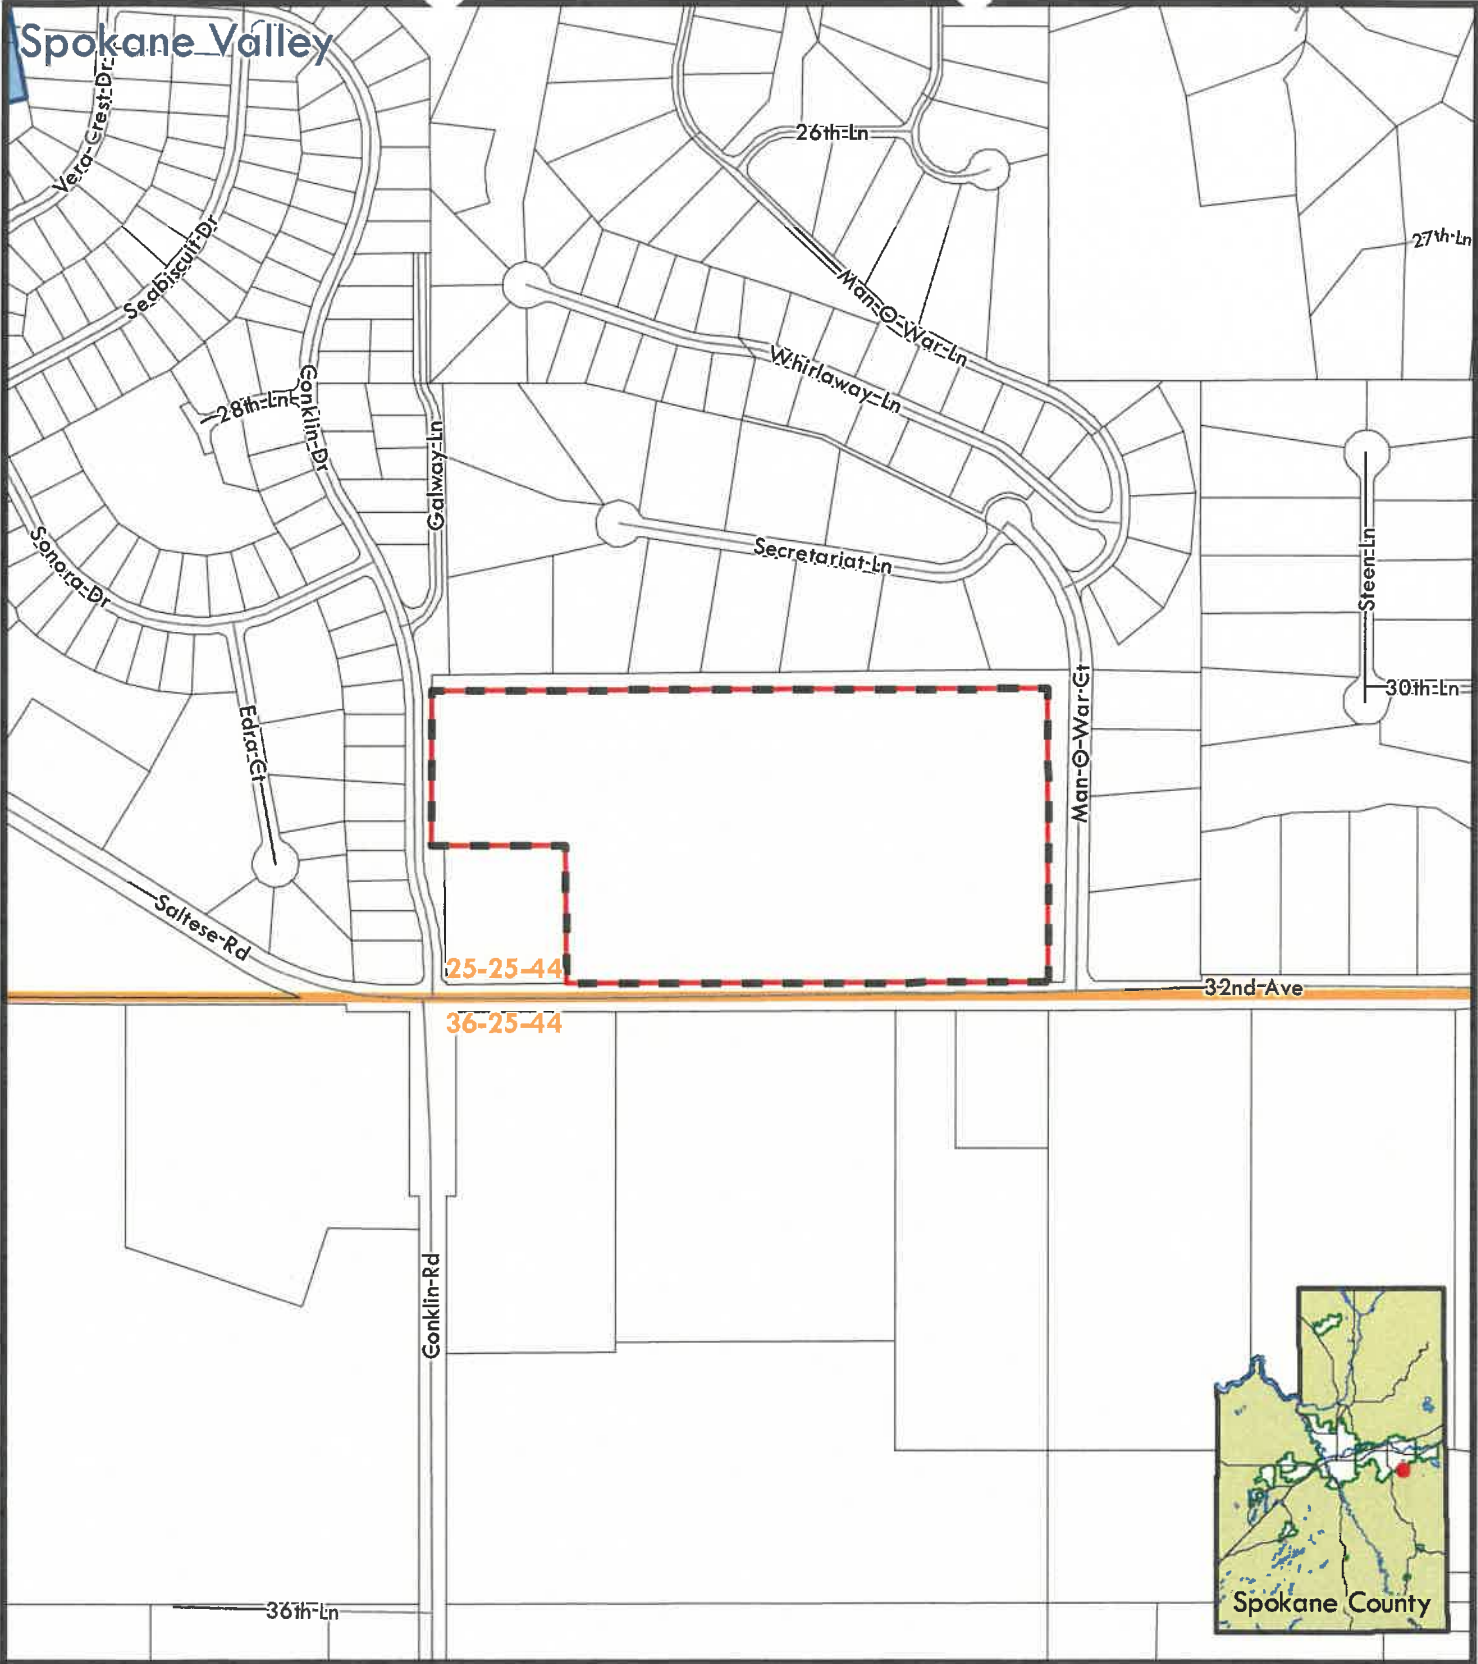 Spokane Valley
Vera Crest Dr
26th Ln
27th Ln
Seabiscuit Dr
Man O War Ln
Whirlaway Ln
28th Ln
Conklin Dr
Galway Ln
Sonora Dr
Secretariat Ln
Steen Ln
30th Ln
Man O War Ct
Edra Ct
Saltese Rd
25-25-44
32nd Ave
36-25-44
Conklin Rd
36th Ln
Spokane County